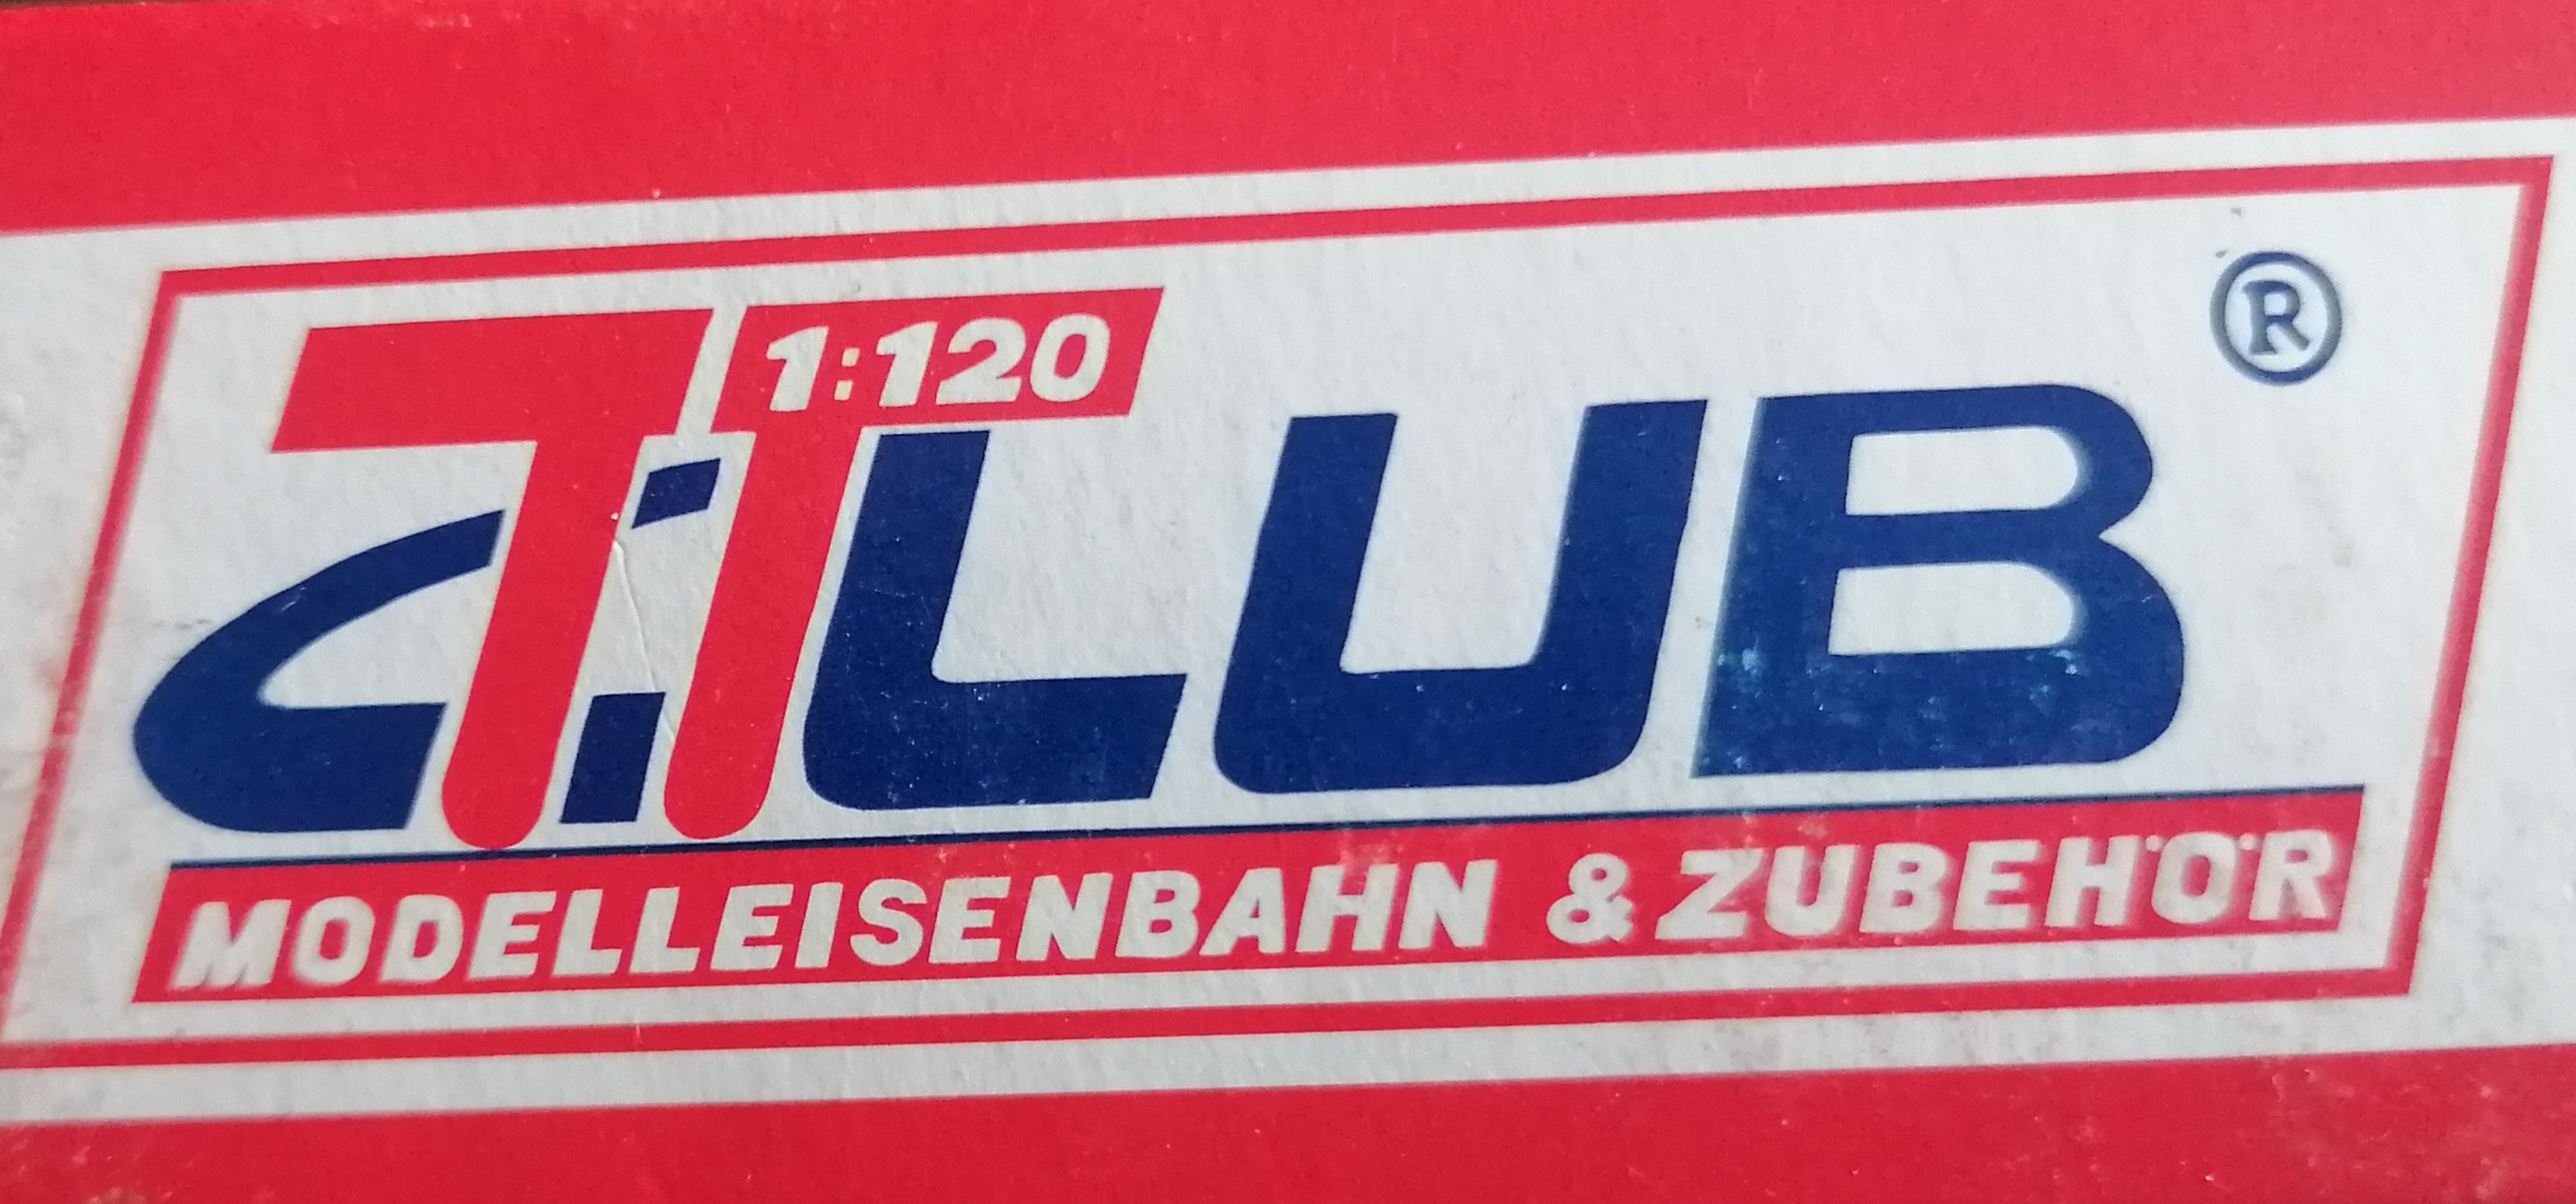 TT 1:120
CLUB ®
MODELLEISENBAHN & ZUBEHÖR